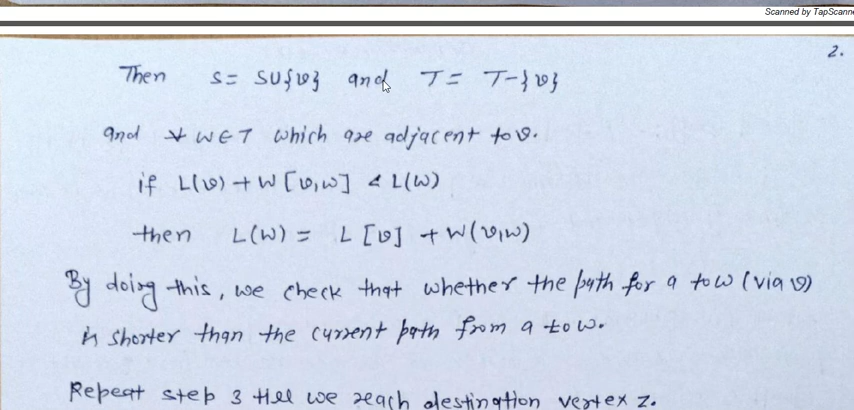 Scanned by TapScanne
2.
Then S = SU{v} and T = T-{v}
and ∀ W∈T which are adjacent to v.
if L(v) + W[v,w] < L(w)
then L(w) = L[v] + W(v,w)
By doing this, we check that whether the path for a to w (via v)
is shorter than the current path from a to w.
Repeat step 3 till we reach destination vertex z.